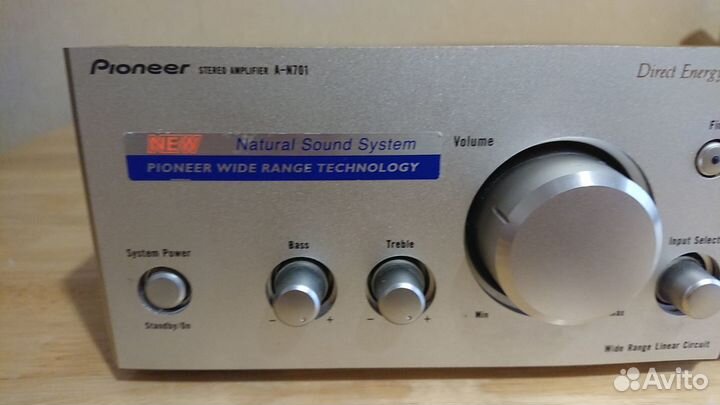 Pioneer STEREO AMPLIFIER A-N701
Direct Energy
NEW Natural Sound System
PIONEER WIDE RANGE TECHNOLOGY
Volume
System Power
Bass
Treble
Input Select
- +
- +
Min
Standby/On
Wide Range Linear Circuit
Avito